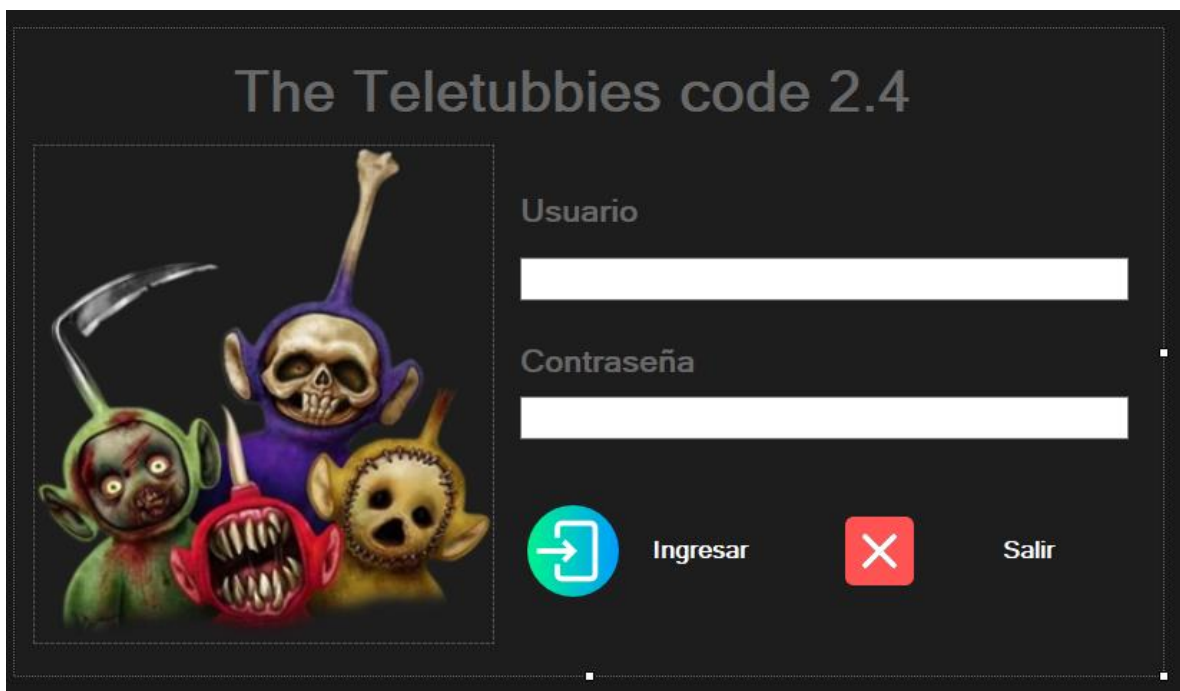 The Teletubbies code 2.4
Usuario
Contraseña
Ingresar
Salir